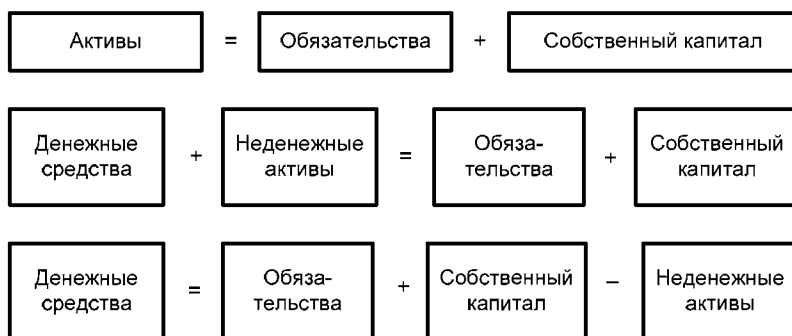 Активы = Обязательства + Собственный капитал
Денежные средства + Неденежные активы = Обяза-тельства + Собственный капитал
Денежные средства = Обяза-тельства + Собственный капитал – Неденежные активы